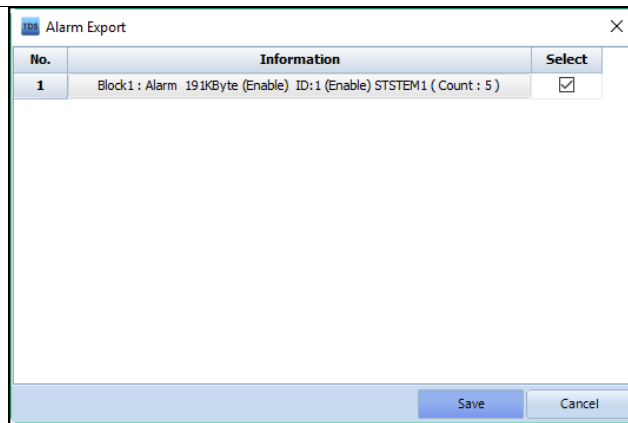 TDS Alarm Export
No. Information Select
1 Block1 : Alarm 191KByte (Enable) ID:1 (Enable) STSTEM1 ( Count : 5 )
Save Cancel